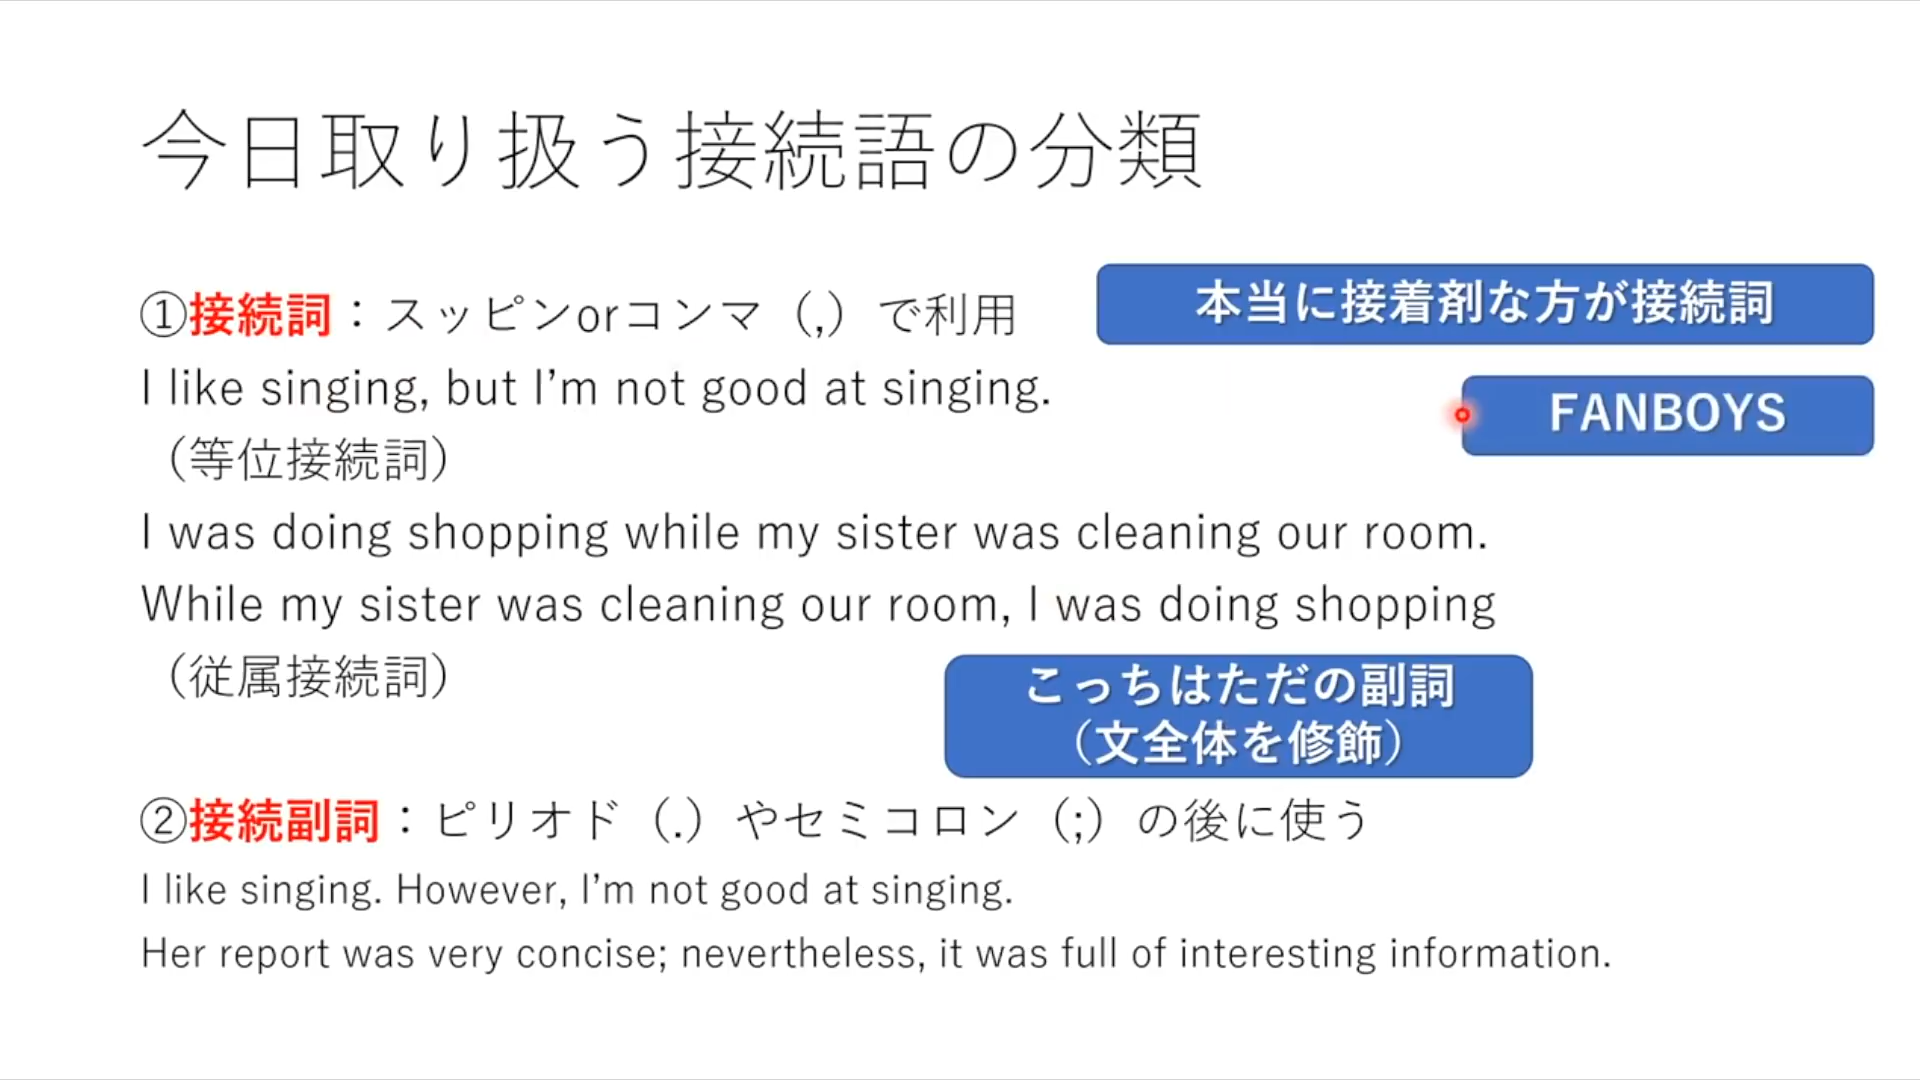 今日取り扱う接続語の分類
①接続詞：スッピンorコンマ（,）で利用
本当に接着剤な方が接続詞
I like singing, but I’m not good at singing.
FANBOYS
（等位接続詞）
I was doing shopping while my sister was cleaning our room.
While my sister was cleaning our room, I was doing shopping
（従属接続詞）
こっちはただの副詞
（文全体を修飾）
②接続副詞：ピリオド（.）やセミコロン（;）の後に使う
I like singing. However, I’m not good at singing.
Her report was very concise; nevertheless, it was full of interesting information.